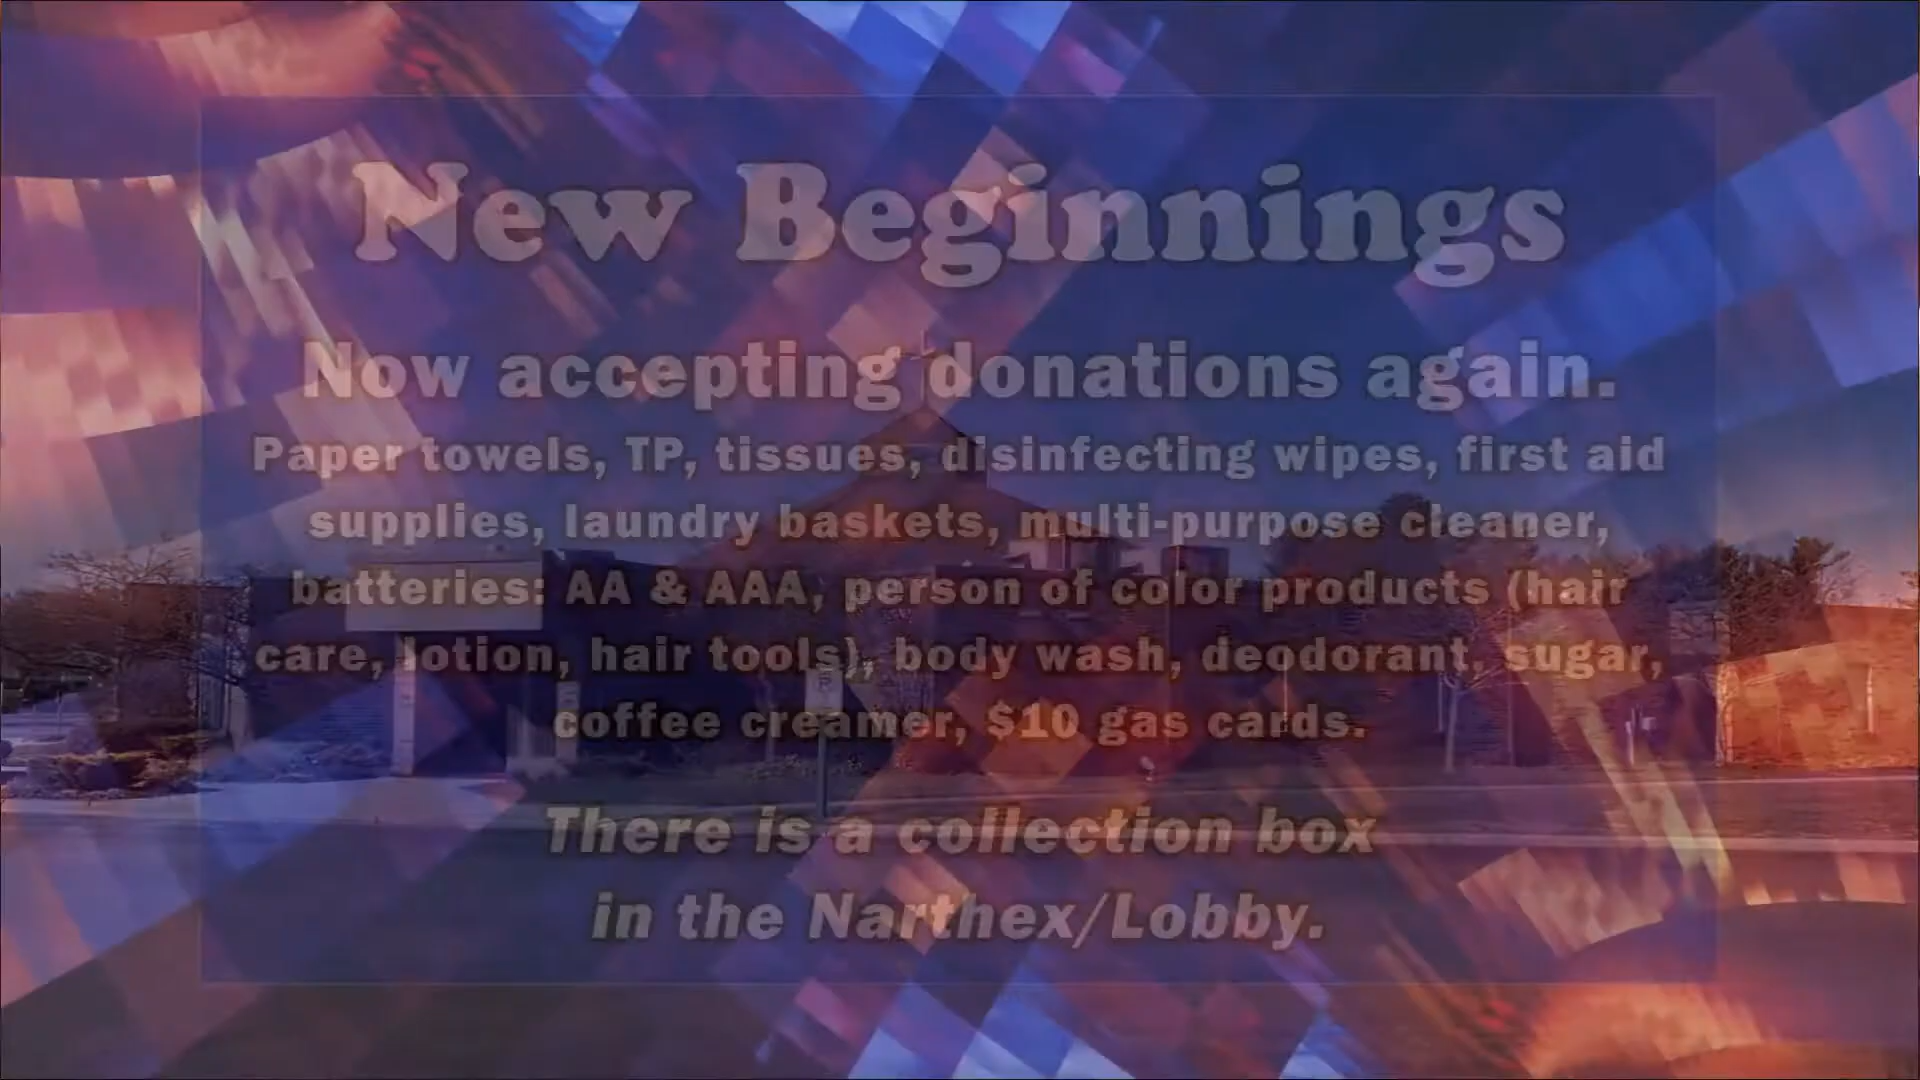 New Beginnings
Now accepting donations again.
Paper towels, TP, tissues, disinfecting wipes, first aid
supplies, laundry baskets, multi-purpose cleaner,
batteries: AA & AAA, person of color products (hair
care, lotion, hair tools), body wash, deodorant, sugar,
coffee creamer, $10 gas cards.
There is a collection box
in the Narthex/Lobby.